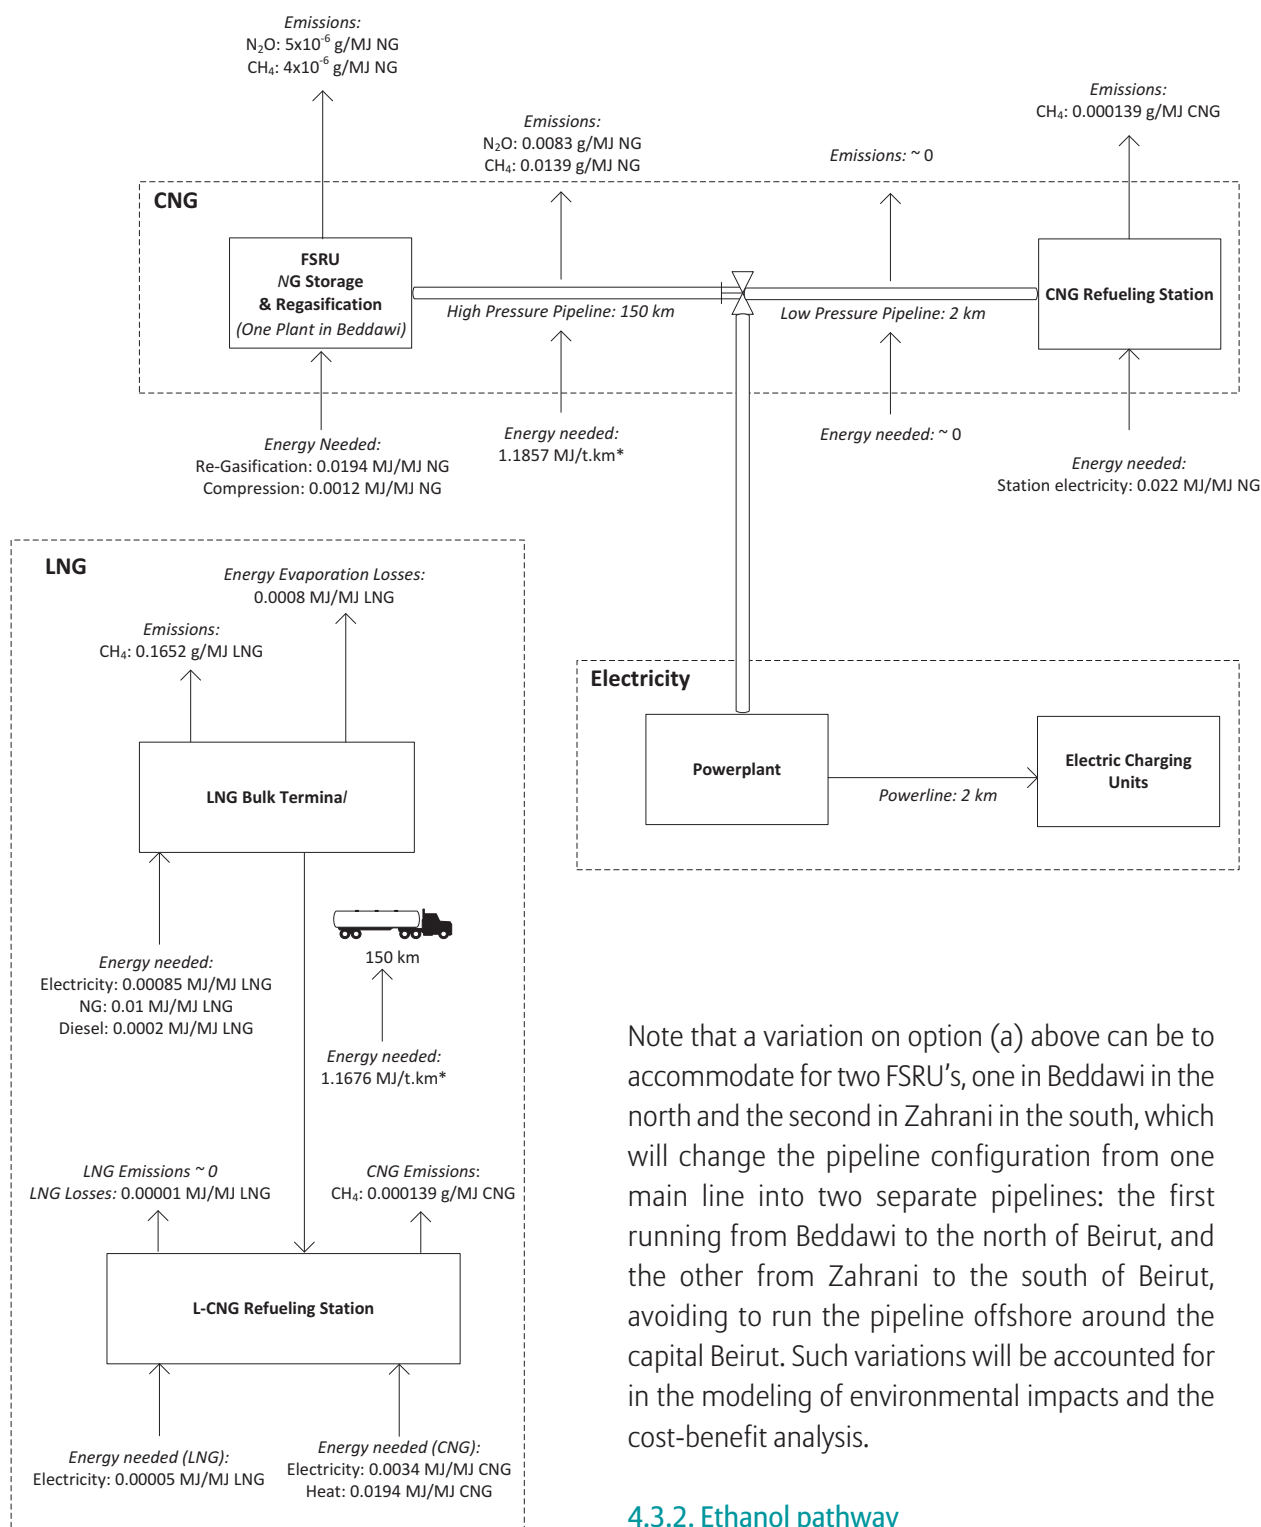 Emissions:
N₂O: 5x10⁻⁶ g/MJ NG
CH₄: 4x10⁻⁶ g/MJ NG
Emissions:
N₂O: 0.0083 g/MJ NG
CH₄: 0.0139 g/MJ NG
Emissions: ~ 0
Emissions:
CH₄: 0.000139 g/MJ CNG
CNG
FSRU
NG Storage
& Regasification
(One Plant in Beddawi)
High Pressure Pipeline: 150 km
Low Pressure Pipeline: 2 km
CNG Refueling Station
Energy Needed:
Re-Gasification: 0.0194 MJ/MJ NG
Compression: 0.0012 MJ/MJ NG
Energy needed:
1.1857 MJ/t.km*
Energy needed: ~ 0
Energy needed:
Station electricity: 0.022 MJ/MJ NG
LNG
Energy Evaporation Losses:
0.0008 MJ/MJ LNG
Emissions:
CH₄: 0.1652 g/MJ LNG
LNG Bulk Terminal
Energy needed:
Electricity: 0.00085 MJ/MJ LNG
NG: 0.01 MJ/MJ LNG
Diesel: 0.0002 MJ/MJ LNG
150 km
Energy needed:
1.1676 MJ/t.km*
LNG Emissions ~ 0
LNG Losses: 0.00001 MJ/MJ LNG
CNG Emissions:
CH₄: 0.000139 g/MJ CNG
L-CNG Refueling Station
Energy needed (LNG):
Electricity: 0.00005 MJ/MJ LNG
Energy needed (CNG):
Electricity: 0.0034 MJ/MJ CNG
Heat: 0.0194 MJ/MJ CNG
Electricity
Powerplant
Powerline: 2 km
Electric Charging
Units
Note that a variation on option (a) above can be to
accommodate for two FSRU's, one in Beddawi in the
north and the second in Zahrani in the south, which
will change the pipeline configuration from one
main line into two separate pipelines: the first
running from Beddawi to the north of Beirut, and
the other from Zahrani to the south of Beirut,
avoiding to run the pipeline offshore around the
capital Beirut. Such variations will be accounted for
in the modeling of environmental impacts and the
cost-benefit analysis.
4.3.2. Ethanol pathway